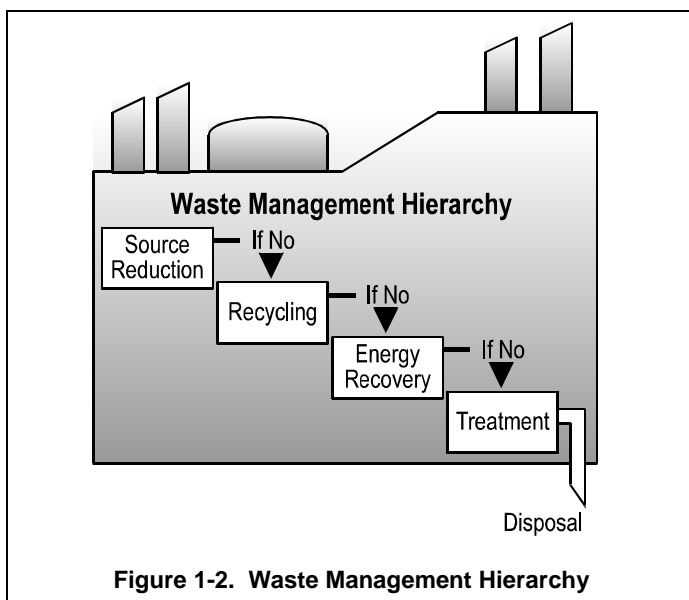 Waste Management Hierarchy
Source
Reduction
If No
Recycling
If No
Energy
Recovery
If No
Treatment
Disposal
Figure 1-2. Waste Management Hierarchy